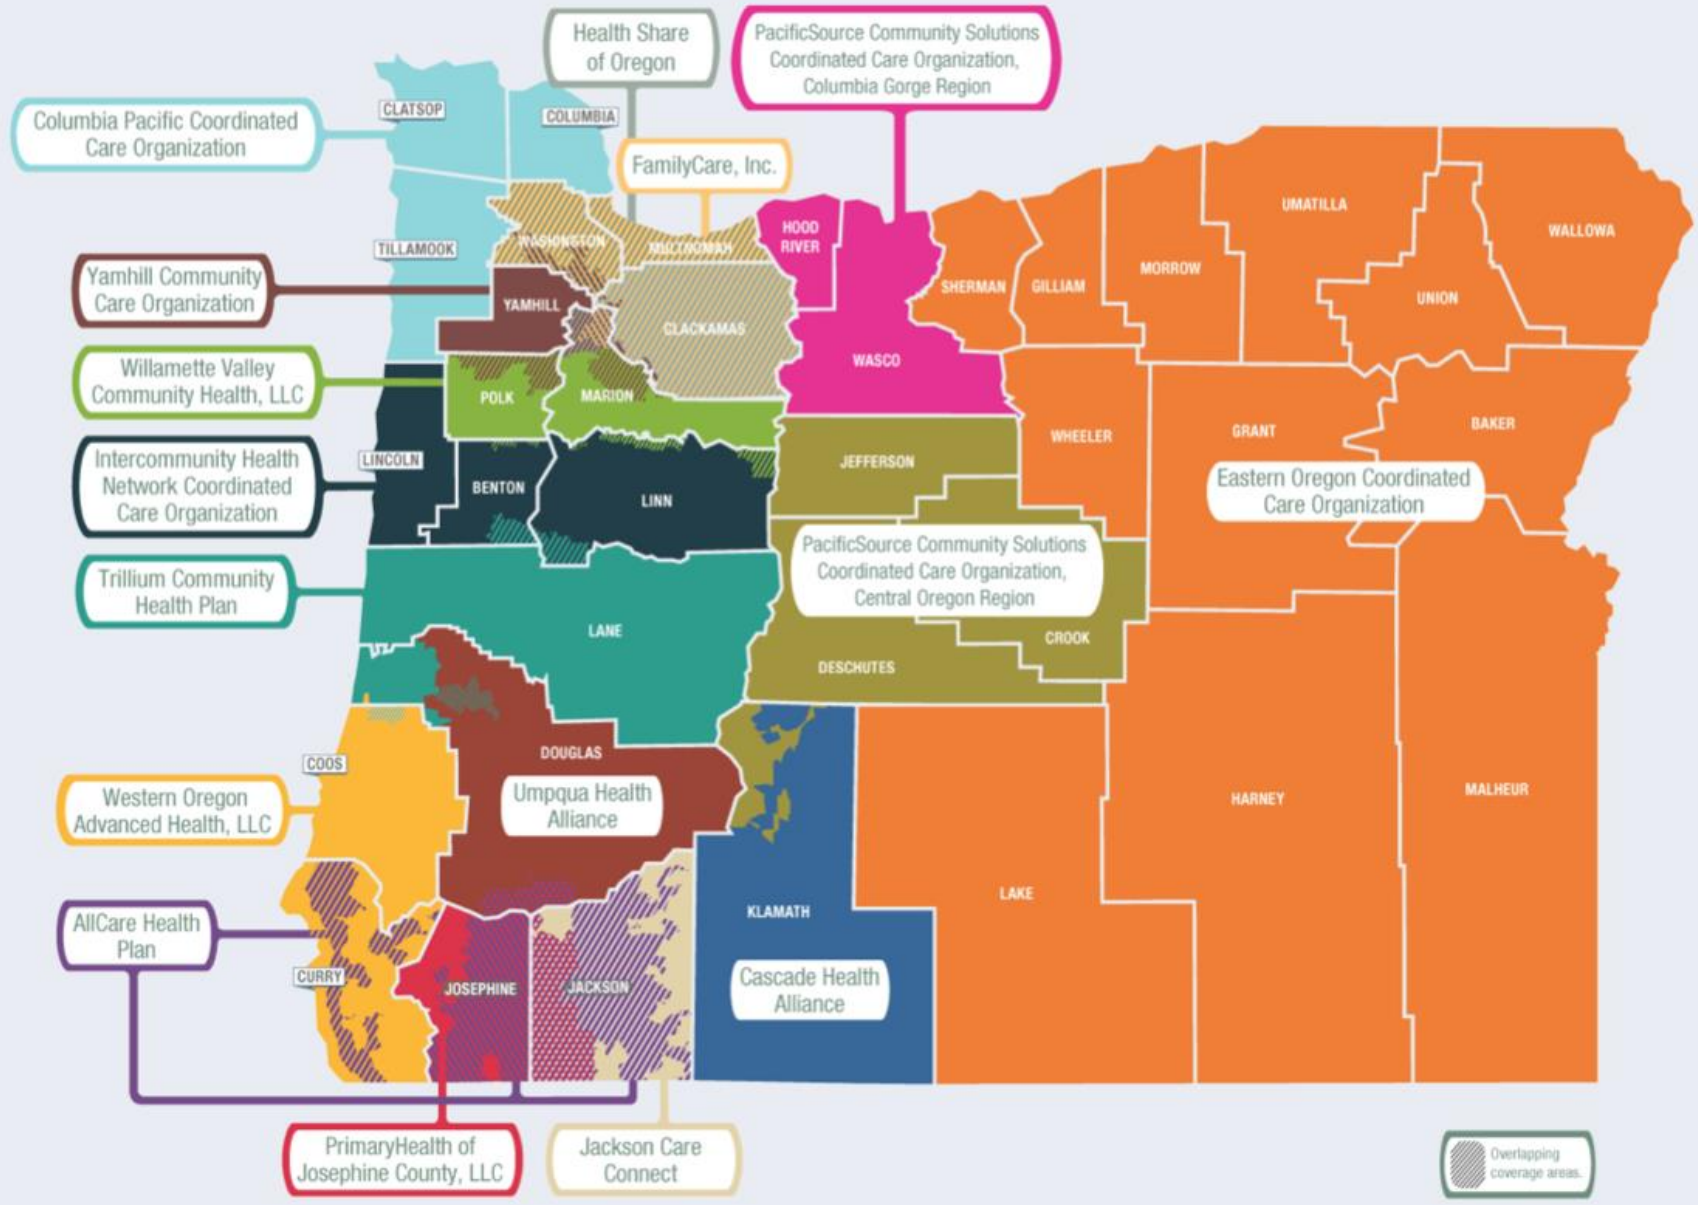 Health Share
of Oregon
PacificSource Community Solutions
Coordinated Care Organization,
Columbia Gorge Region
Columbia Pacific Coordinated
Care Organization
CLATSOP
COLUMBIA
FamilyCare, Inc.
TILLAMOOK
WASHINGTON
MULTNOMAH
HOOD
RIVER
UMATILLA
WALLOWA
Yamhill Community
Care Organization
YAMHILL
CLACKAMAS
SHERMAN
GILLIAM
MORROW
UNION
WASCO
Willamette Valley
Community Health, LLC
POLK
MARION
WHEELER
GRANT
BAKER
Intercommunity Health
Network Coordinated
Care Organization
LINCOLN
BENTON
LINN
JEFFERSON
Eastern Oregon Coordinated
Care Organization
PacificSource Community Solutions
Coordinated Care Organization,
Central Oregon Region
Trillium Community
Health Plan
LANE
CROOK
DESCHUTES
DOUGLAS
COOS
Umpqua Health
Alliance
Western Oregon
Advanced Health, LLC
HARNEY
MALHEUR
LAKE
KLAMATH
AllCare Health
Plan
CURRY
JOSEPHINE
JACKSON
Cascade Health
Alliance
PrimaryHealth of
Josephine County, LLC
Jackson Care
Connect
Overlapping
coverage areas.